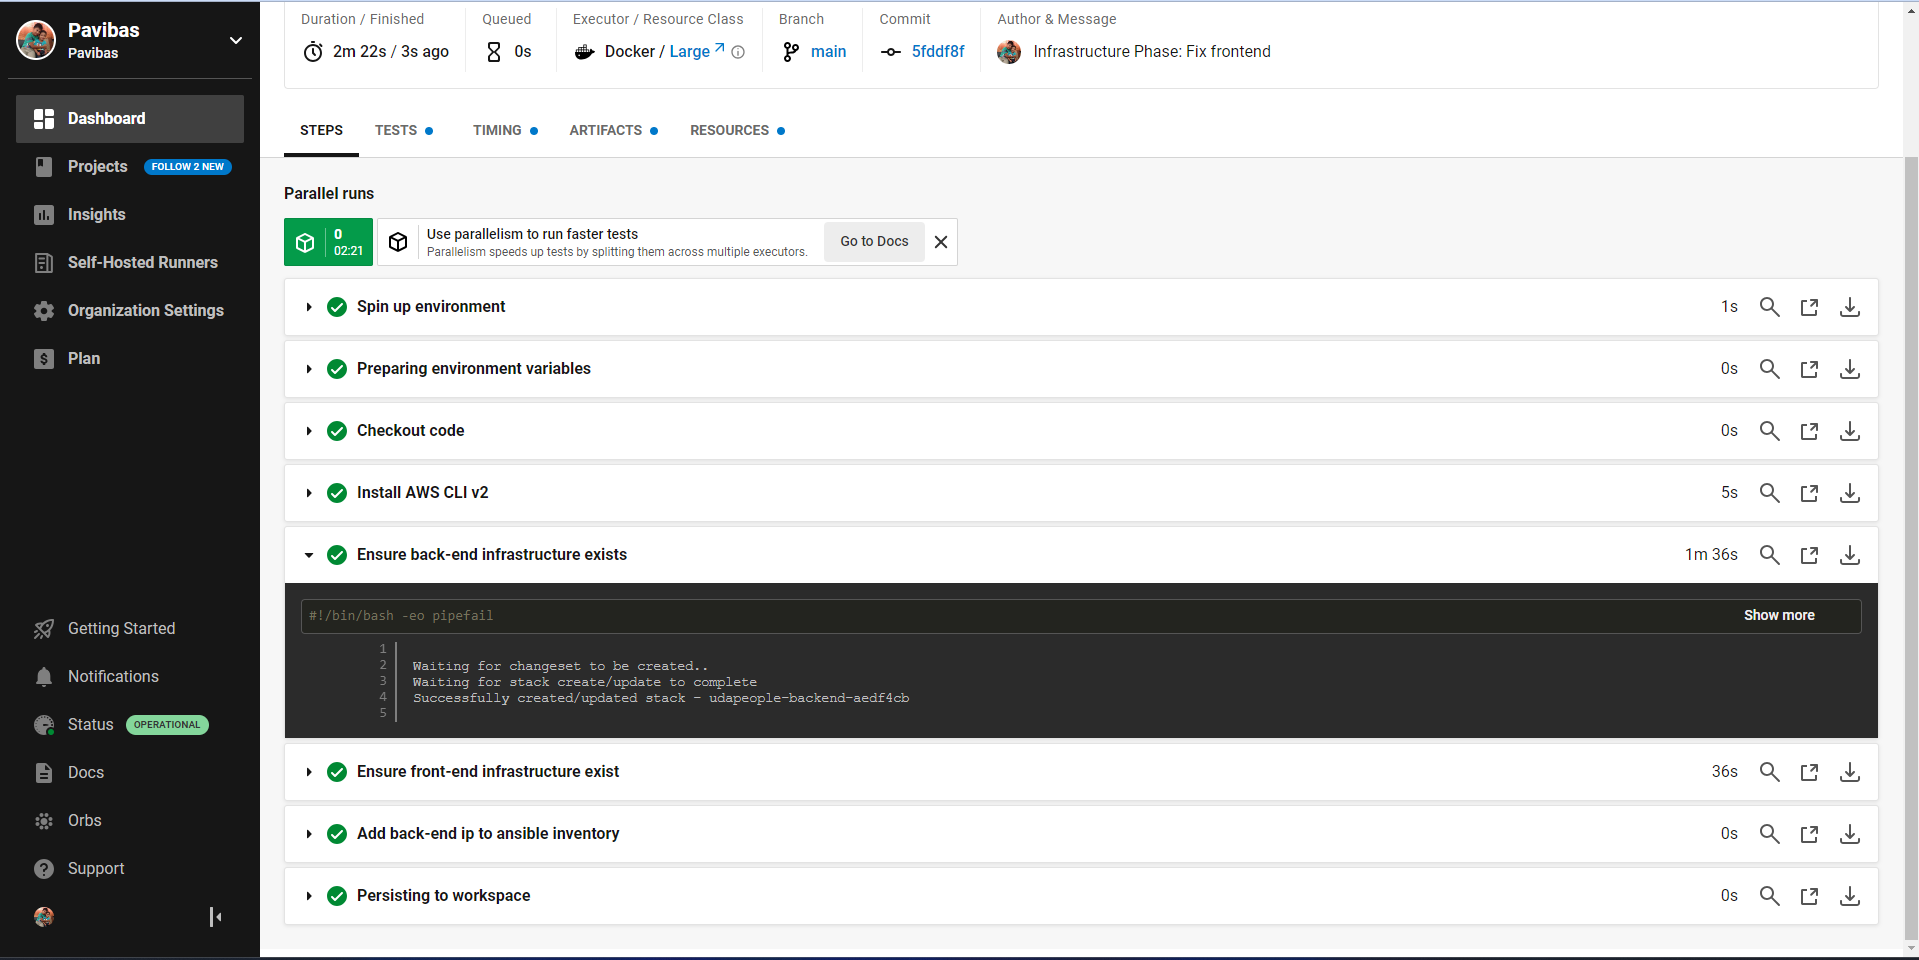 Pavibas
Pavibas
Dashboard
Projects FOLLOW 2 NEW
Insights
Self-Hosted Runners
Organization Settings
Plan
Getting Started
Notifications
Status OPERATIONAL
Docs
Orbs
Support
Duration / Finished
2m 22s / 3s ago
Queued
0s
Executor / Resource Class
Docker / Large
Branch
main
Commit
5fddf8f
Author & Message
Infrastructure Phase: Fix frontend
STEPS TESTS TIMING ARTIFACTS RESOURCES
Parallel runs
0
02:21
Use parallelism to run faster tests
Parallelism speeds up tests by splitting them across multiple executors.
Go to Docs
Spin up environment 1s
Preparing environment variables 0s
Checkout code 0s
Install AWS CLI v2 5s
Ensure back-end infrastructure exists 1m 36s
#!/bin/bash -eo pipefail Show more
1
2 Waiting for changeset to be created..
3 Waiting for stack create/update to complete
4 Successfully created/updated stack - udapeople-backend-aedf4cb
5
Ensure front-end infrastructure exist 36s
Add back-end ip to ansible inventory 0s
Persisting to workspace 0s